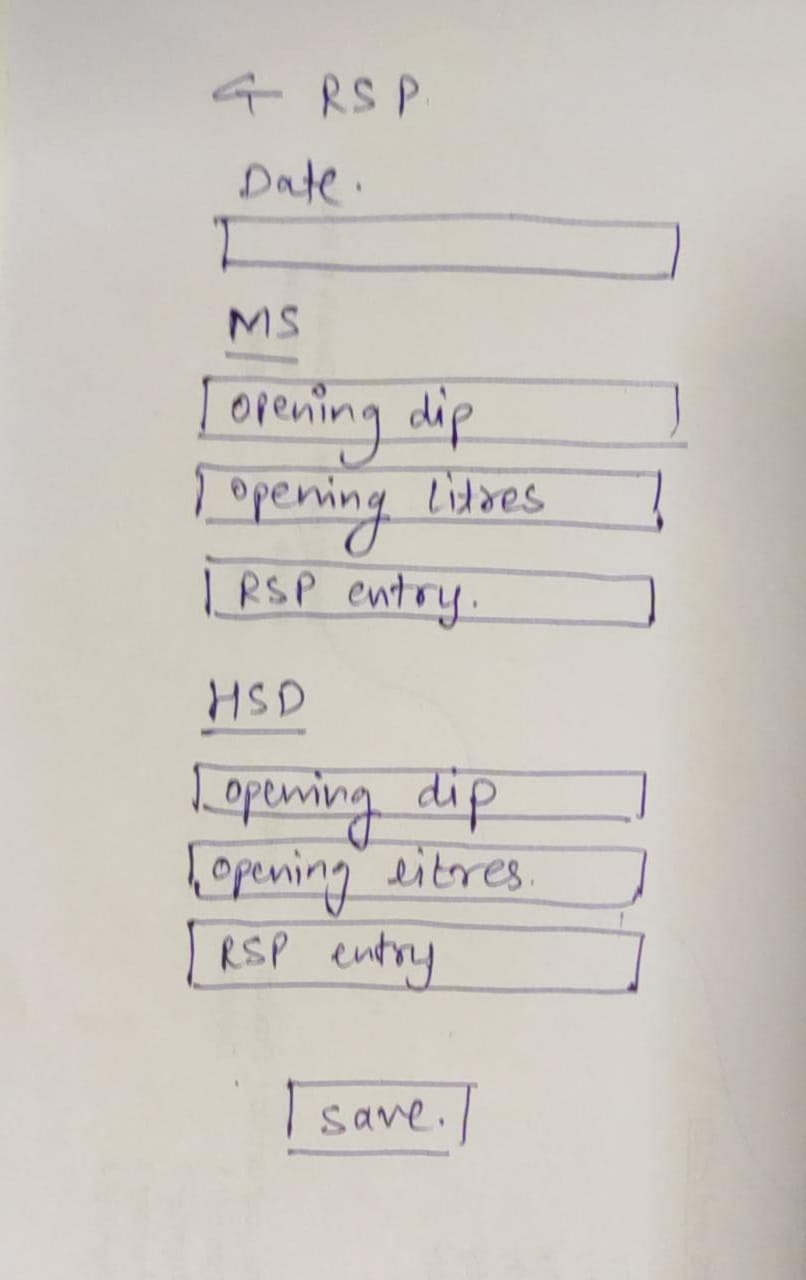 ← RSP.
Date.
MS
opening dip
opening litres
RSP entry.
HSD
opening dip
opening litres.
RSP entry
save.